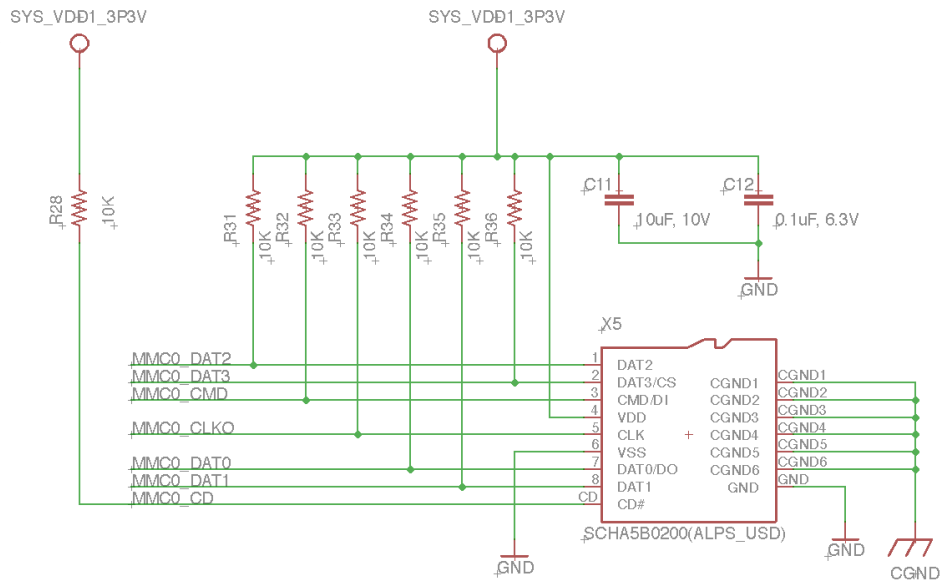 SYS_VDD1_3P3V
SYS_VDD1_3P3V
R28
10K
R31
10K
R32
10K
R33
10K
R34
10K
R35
10K
R36
10K
C11
10uF, 10V
C12
0.1uF, 6.3V
GND
X5
MMC0_DAT2
MMC0_DAT3
MMC0_CMD
MMC0_CLKO
MMC0_DAT0
MMC0_DAT1
MMC0_CD
1
2
3
4
5
6
7
8
CD
DAT2
DAT3/CS
CMD/DI
VDD
CLK
VSS
DAT0/DO
DAT1
CD#
CGND1
CGND2
CGND3
CGND4
CGND5
CGND6
GND
CGND1
CGND2
CGND3
CGND4
CGND5
CGND6
GND
SCHA5B0200(ALPS_USD)
GND
GND
CGND